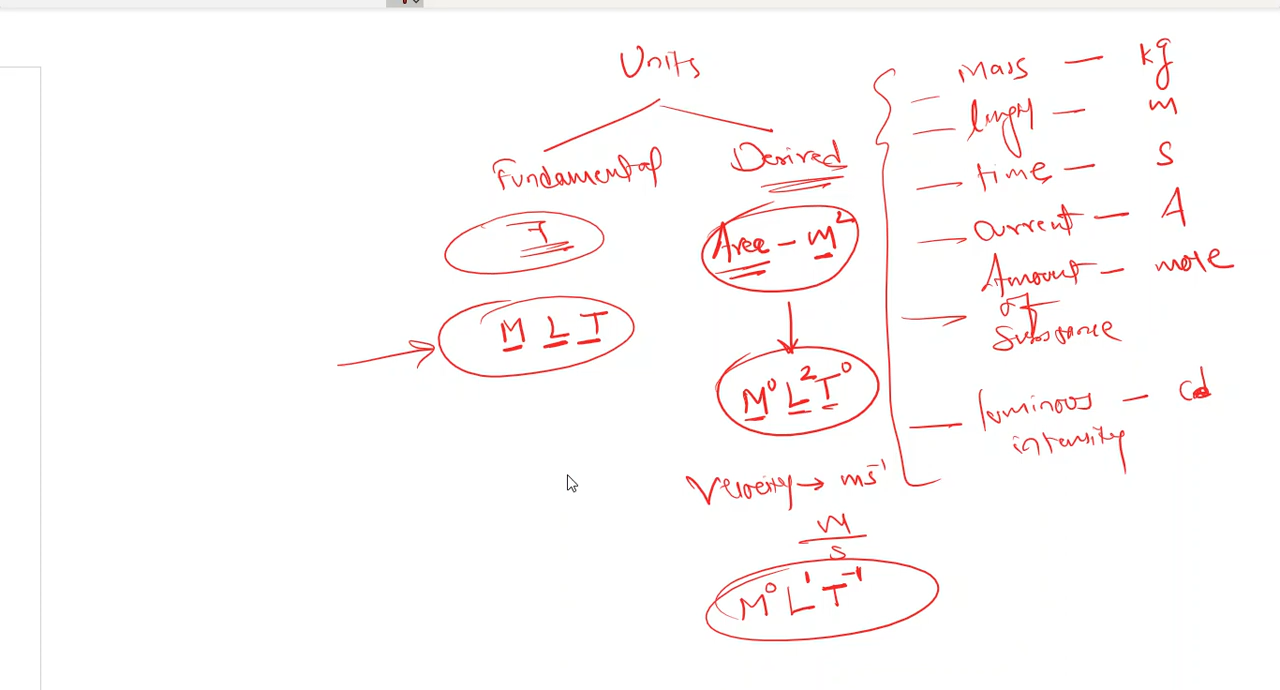 Units
Fundamental
Derived
7
Area - m²
M L T
M⁰ L² T⁰
Velocity → ms⁻¹
m
s
M⁰ L¹ T⁻¹
Mass - kg
time - s
Current - A
Amount - mole
of
Substance
luminous - cd
intensity